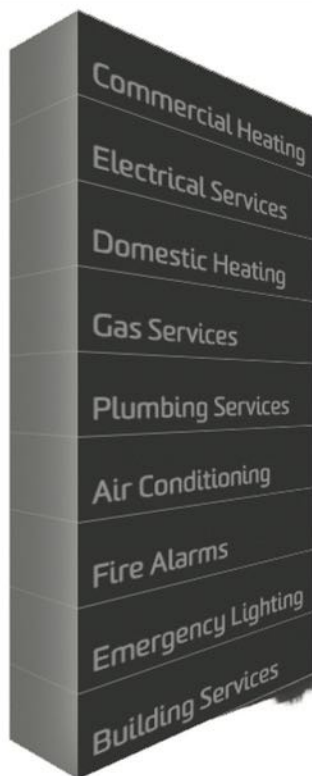 Commercial Heating
Electrical Services
Domestic Heating
Gas Services
Plumbing Services
Air Conditioning
Fire Alarms
Emergency Lighting
Building Services